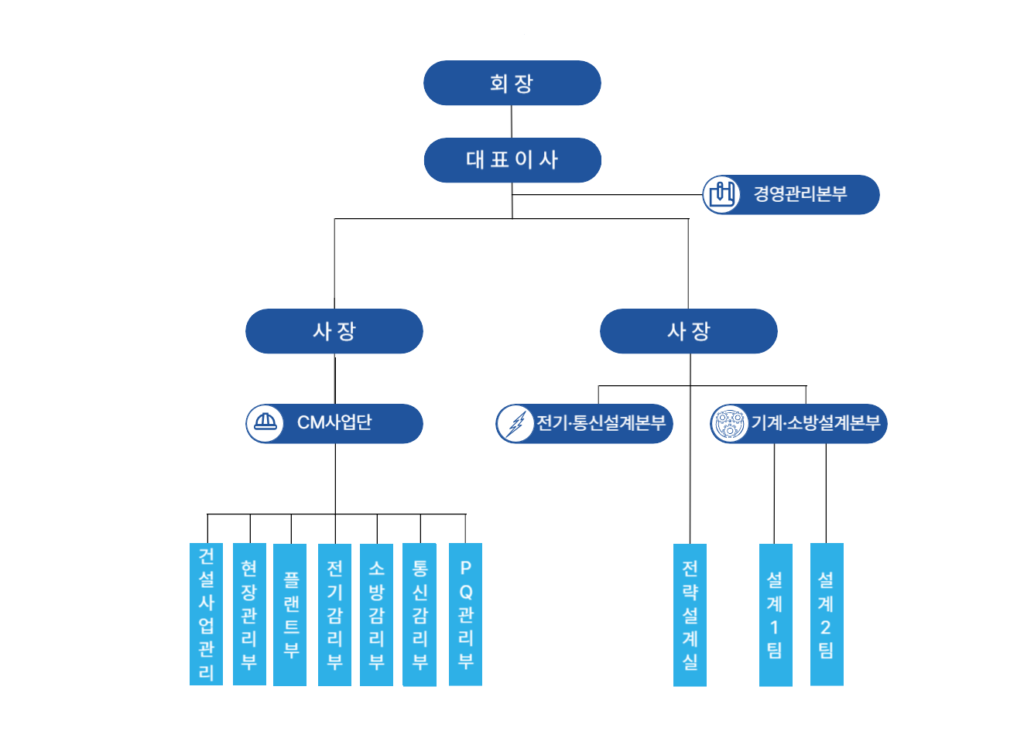 회 장
대 표 이 사
경영관리본부
사 장
사 장
CM사업단
전기·통신설계본부
기계·소방설계본부
건설사업관리
현장관리부
플랜트부
전기감리부
소방감리부
통신감리부
PQ관리부
전략설계실
설계1팀
설계2팀